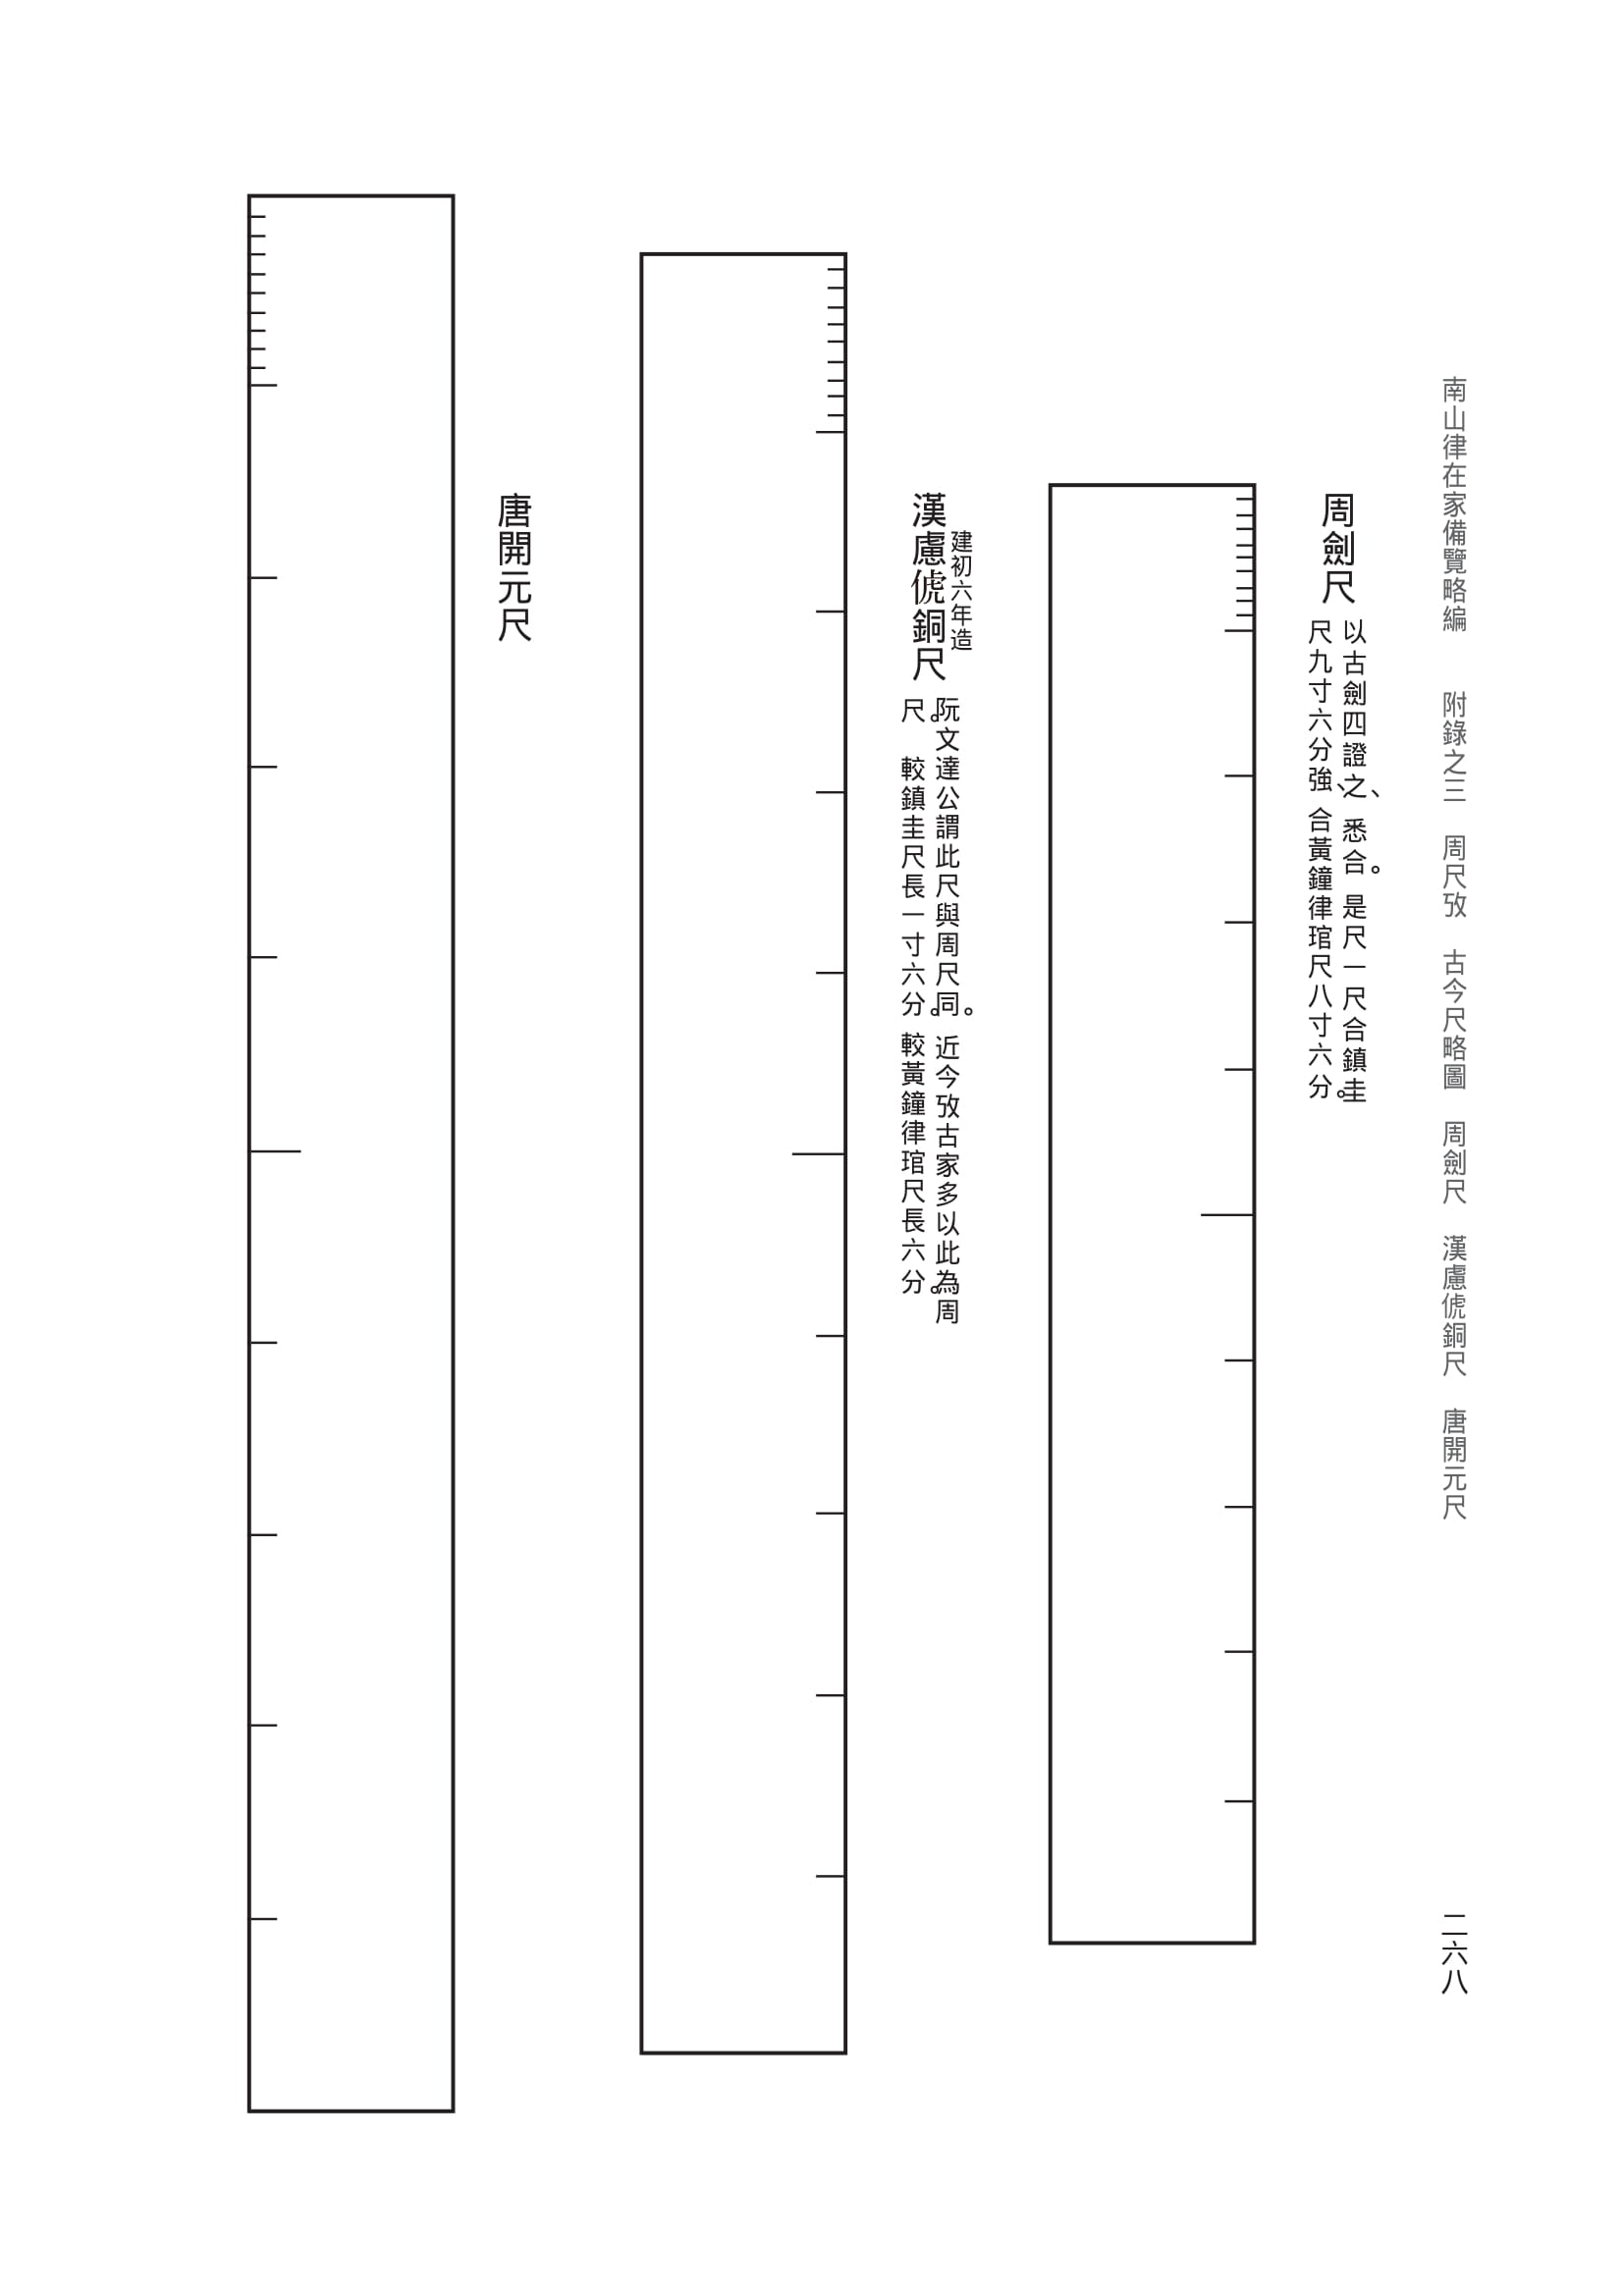 南山律在家備覽略編　附錄之三　周尺攷　古今尺略圖　周劍尺　漢慮俿銅尺　唐開元尺
二六八
周劍尺
以古劍四證之、悉合。是尺一尺合鎮圭
尺九寸六分強、合黃鐘律琯尺八寸六分。
建初六年造
漢慮俿銅尺
阮文達公謂此尺與周尺同。近今攷古家多以此為周
尺。較鎮圭尺長一寸六分。較黃鐘律琯尺長六分。
唐開元尺